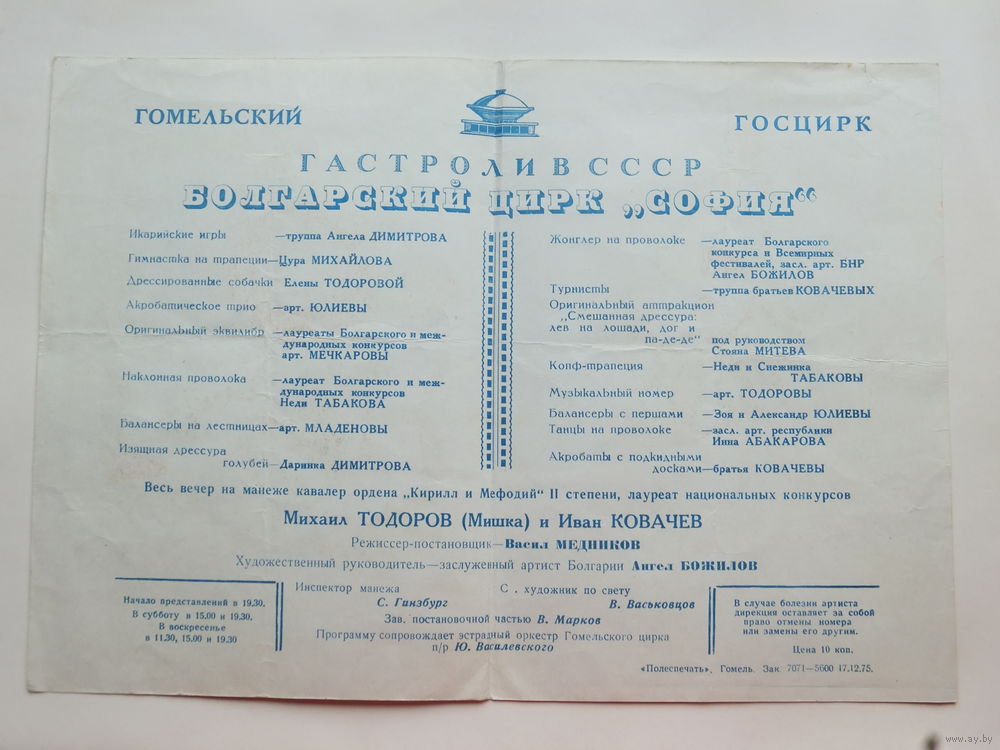 ГОМЕЛЬСКИЙ
ГОСЦИРК
ГАСТРОЛИ В СССР
БОЛГАРСКИЙ ЦИРК „СОФИЯ“
Икарийские игры —труппа Ангела ДИМИТРОВА
Гимнастка на трапеции—Цура МИХАЙЛОВА
Дрессированные собачки Елены ТОДОРОВОЙ
Акробатическое трио —арт. ЮЛИЕВЫ
Оригинальный эквилибр —лауреаты Болгарского и меж-
дународных конкурсов
арт. МЕЧКАРОВЫ
Наклонная проволока —лауреат Болгарского и меж-
дународных конкурсов
Неди ТАБАКОВА
Балансеры на лестницах—арт. МЛАДЕНОВЫ
Изящная дрессура
голубей—Даринка ДИМИТРОВА
Жонглер на проволоке —лауреат Болгарского
конкурса и Всемирных
фестивалей, засл. арт. БНР
Ангел БОЖИЛОВ
Турнисты —труппа братьев КОВАЧЕВЫХ
Оригинальный аттракцион
„Смешанная дрессура:
лев на лошади, дог и
па-де-де“ под руководством
Стояна МИТЕВА
Конф-трапеция —Неди и Снежинка
ТАБАКОВЫ
Музыкальный номер —арт. ТОДОРОВЫ
Балансеры с першами —Зоя и Александр ЮЛИЕВЫ
Танцы на проволоке —засл. арт. республики
Инна АБАКАРОВА
Акробаты с подкидными
досками—братья КОВАЧЕВЫ
Весь вечер на манеже кавалер ордена „Кирилл и Мефодий“ II степени, лауреат национальных конкурсов
Михаил ТОДОРОВ (Мишка) и Иван КОВАЧЕВ
Режиссер-постановщик—Васил МЕДНИКОВ
Художественный руководитель—заслуженный артист Болгарии Ангел БОЖИЛОВ
Начало представлений в 19.30.
В субботу в 15.00 и 19.30.
В воскресенье
в 11.30, 15.00 и 19.30
Инспектор манежа
С. Гинзбург
С . художник по свету
В. Васьковцов
Зав. постановочной частью В. Марков
Программу сопровождает эстрадный оркестр Гомельского цирка
п/р Ю. Василевского
В случае болезни артиста
дирекция оставляет за собой
право отмены номера
или замены его другим.
Цена 10 коп.
«Полеспечать», Гомель. Зак. 7071—5600 17.12.75.
www.ay.by